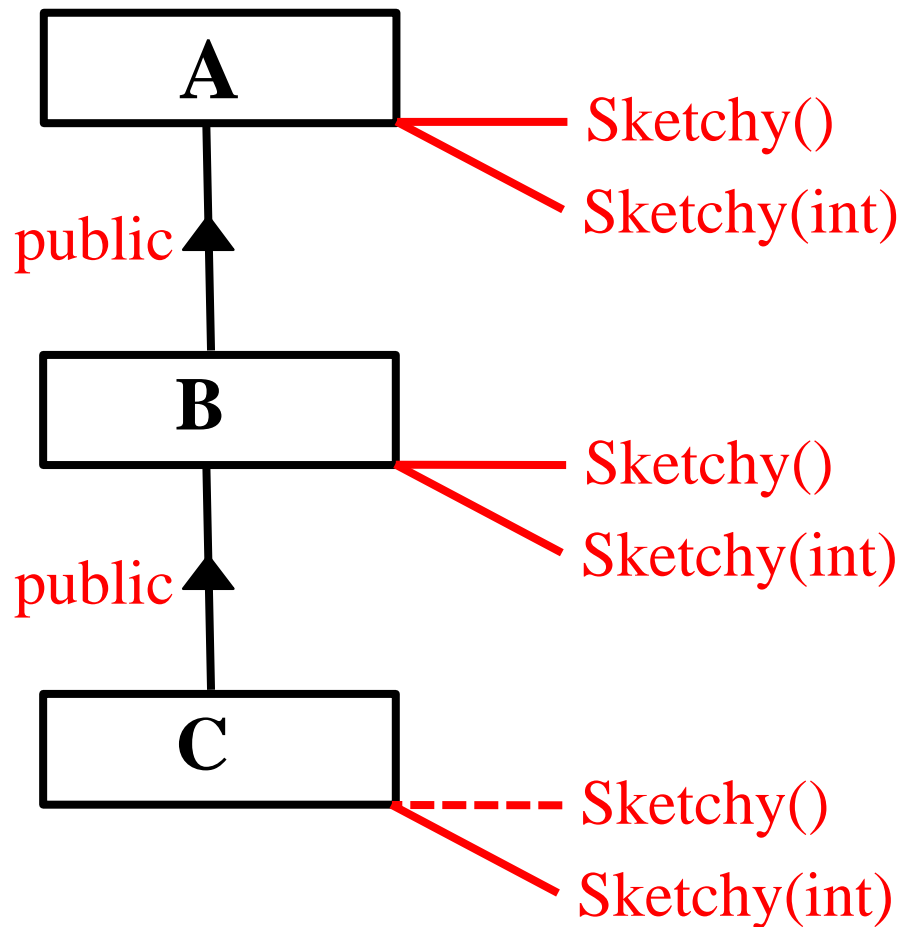 A
Sketchy()
Sketchy(int)
public
B
Sketchy()
Sketchy(int)
public
C
Sketchy()
Sketchy(int)